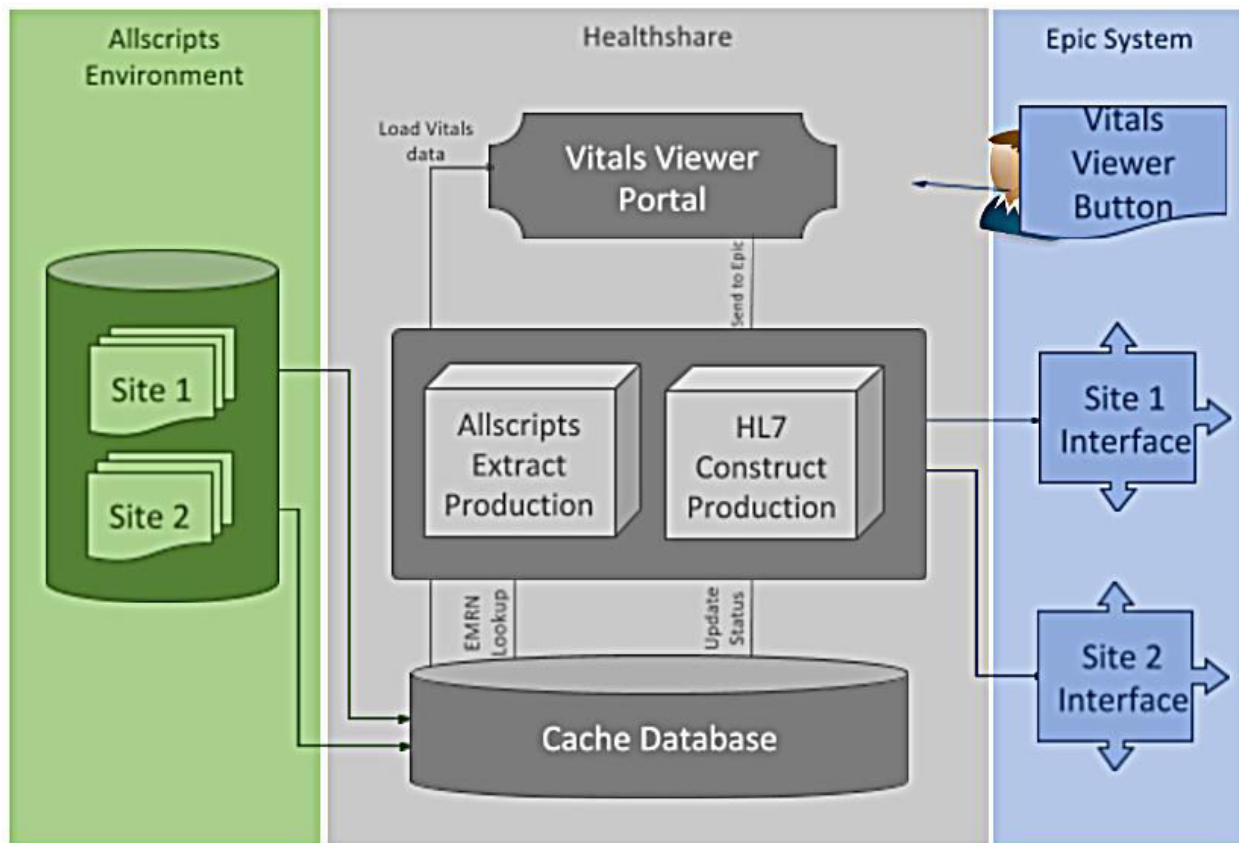 Allscripts
Environment
Healthshare
Epic System
Load Vitals
data
Vitals Viewer
Portal
Vitals
Viewer
Button
Send to Epic
Site 1
Site 2
Allscripts
Extract
Production
HL7
Construct
Production
Site 1
Interface
EMRN
Lookup
Update
Status
Site 2
Interface
Cache Database